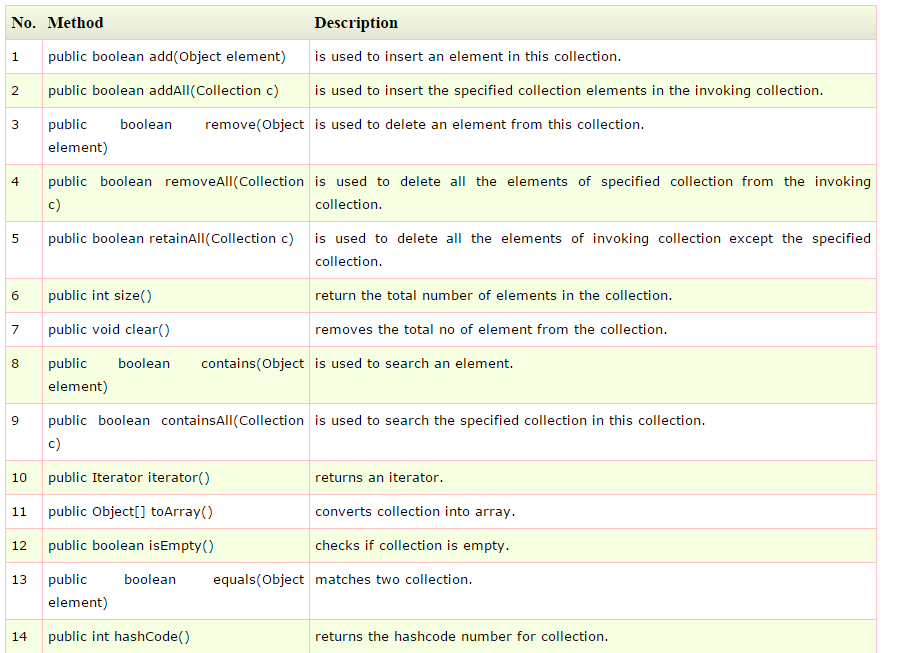 No. Method Description
1 public boolean add(Object element) is used to insert an element in this collection.
2 public boolean addAll(Collection c) is used to insert the specified collection elements in the invoking collection.
3 public boolean remove(Object is used to delete an element from this collection.
element)
4 public boolean removeAll(Collection is used to delete all the elements of specified collection from the invoking
c) collection.
5 public boolean retainAll(Collection c) is used to delete all the elements of invoking collection except the specified
collection.
6 public int size() return the total number of elements in the collection.
7 public void clear() removes the total no of element from the collection.
8 public boolean contains(Object is used to search an element.
element)
9 public boolean containsAll(Collection is used to search the specified collection in this collection.
c)
10 public Iterator iterator() returns an iterator.
11 public Object[] toArray() converts collection into array.
12 public boolean isEmpty() checks if collection is empty.
13 public boolean equals(Object matches two collection.
element)
14 public int hashCode() returns the hashcode number for collection.